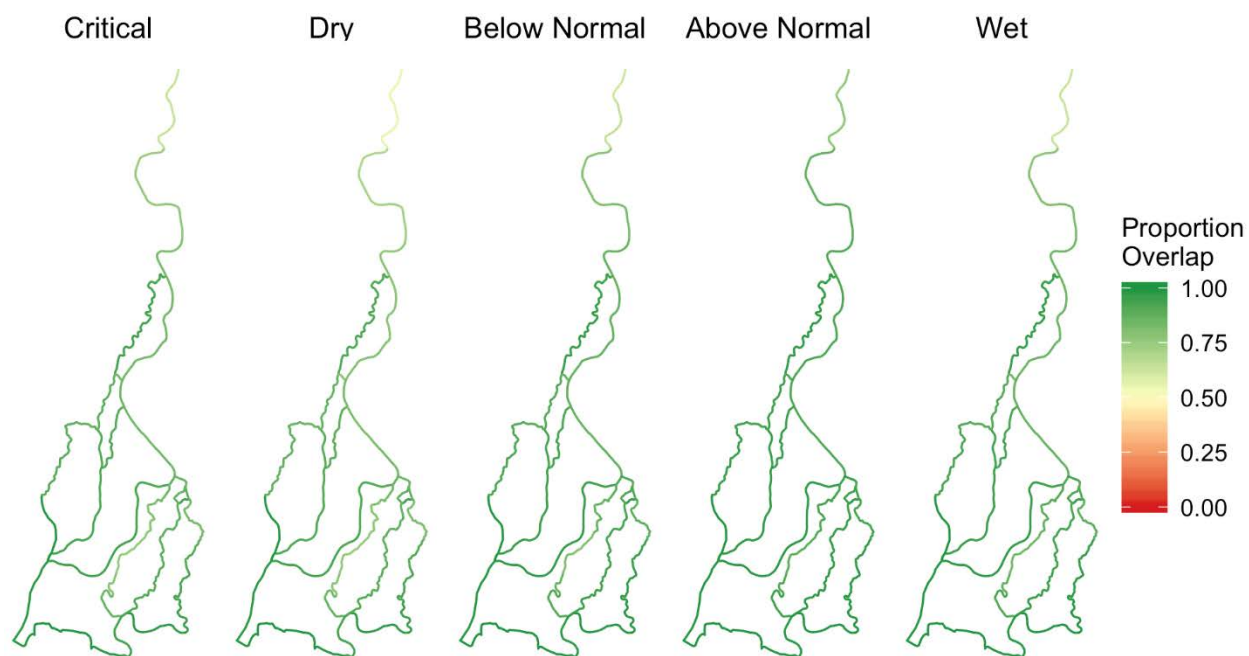 Critical
Dry
Below Normal
Above Normal
Wet
Proportion
Overlap
1.00
0.75
0.50
0.25
0.00